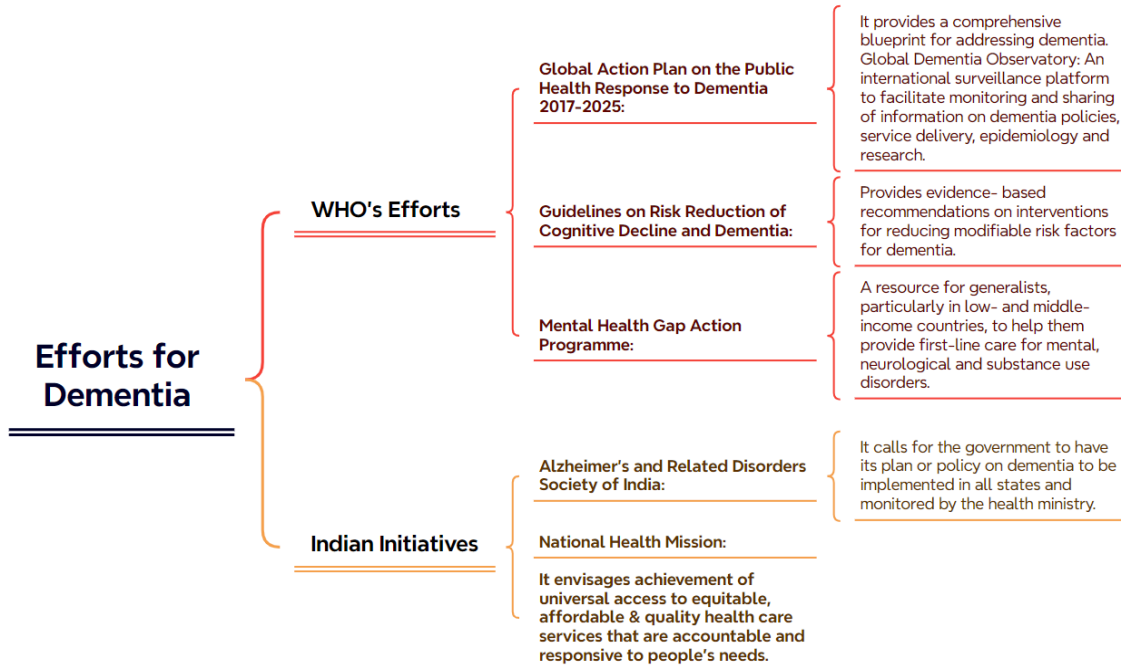 Efforts for
Dementia
WHO's Efforts
Global Action Plan on the Public
Health Response to Dementia
2017-2025:
It provides a comprehensive
blueprint for addressing dementia.
Global Dementia Observatory: An
international surveillance platform
to facilitate monitoring and sharing
of information on dementia policies,
service delivery, epidemiology and
research.
Guidelines on Risk Reduction of
Cognitive Decline and Dementia:
Provides evidence- based
recommendations on interventions
for reducing modifiable risk factors
for dementia.
Mental Health Gap Action
Programme:
A resource for generalists,
particularly in low- and middle-
income countries, to help them
provide first-line care for mental,
neurological and substance use
disorders.
Indian Initiatives
Alzheimer's and Related Disorders
Society of India:
It calls for the government to have
its plan or policy on dementia to be
implemented in all states and
monitored by the health ministry.
National Health Mission:
It envisages achievement of
universal access to equitable,
affordable & quality health care
services that are accountable and
responsive to people's needs.